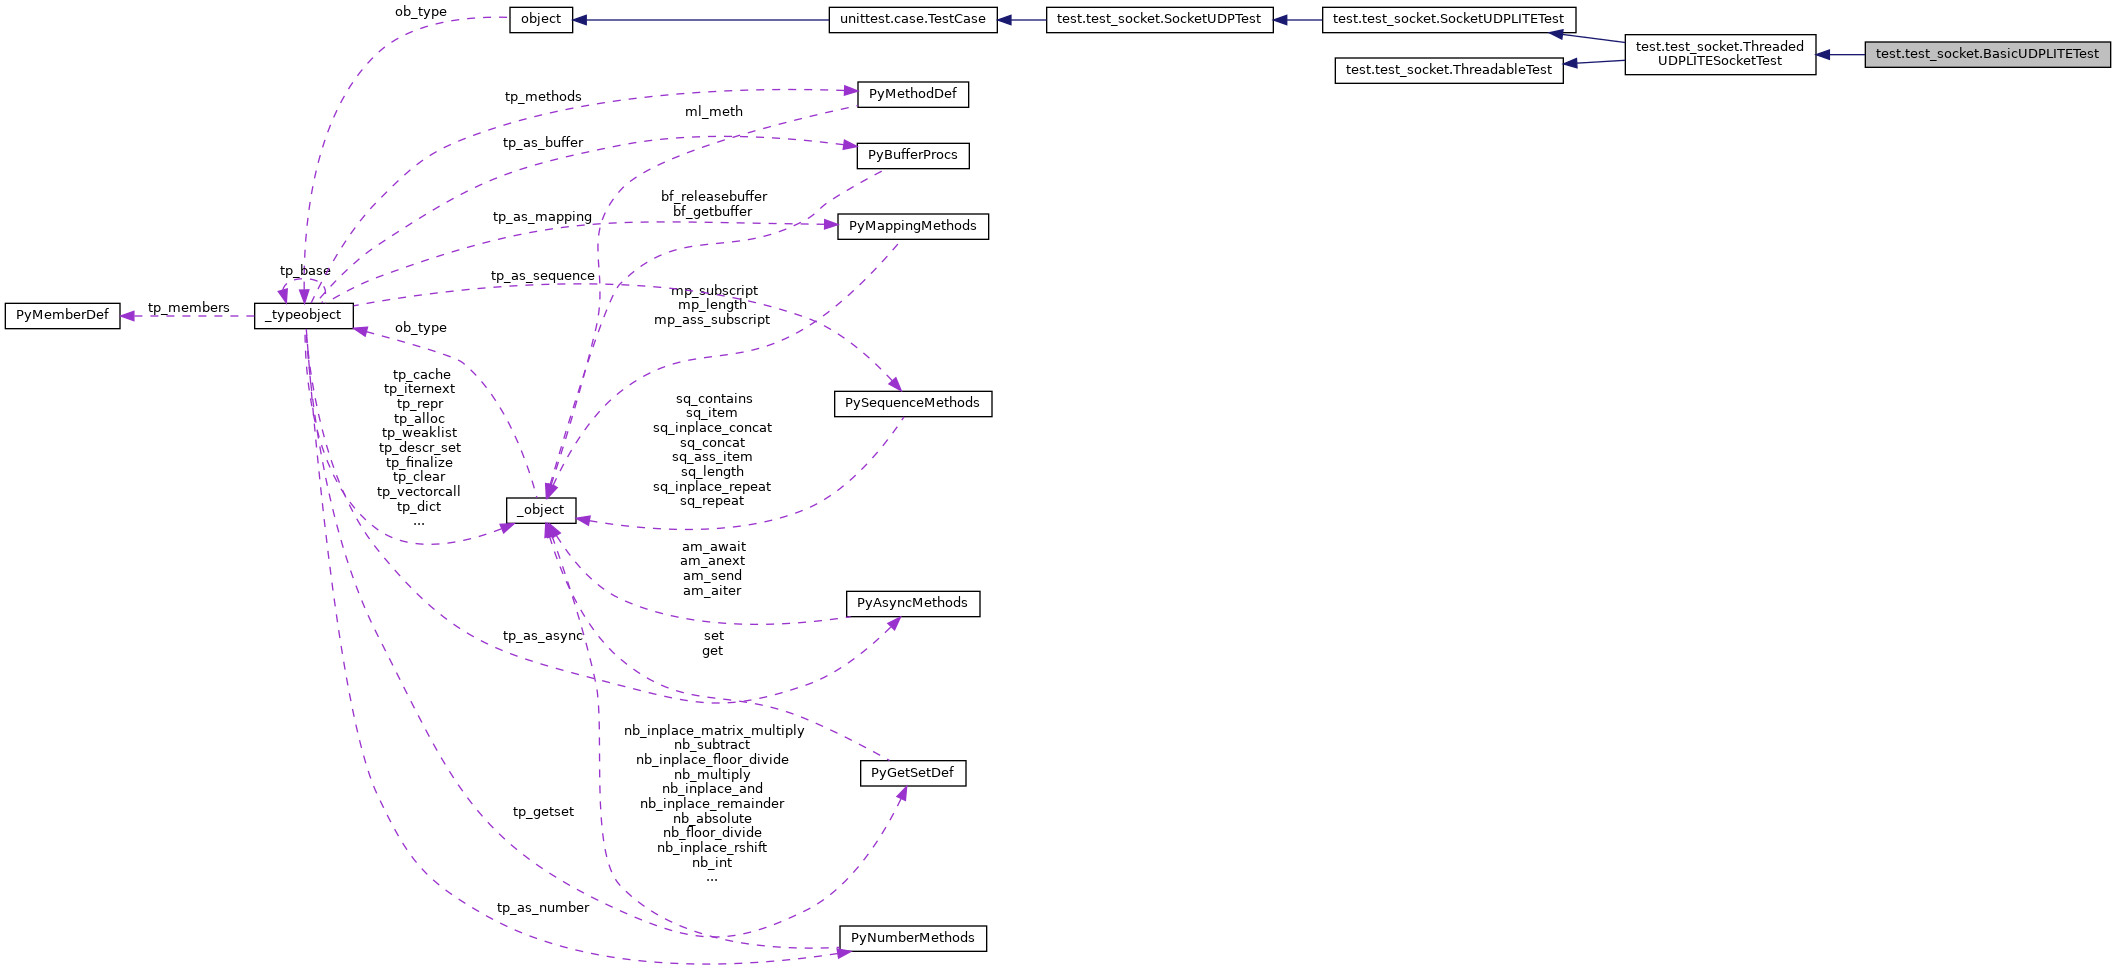 ob_type
object
unittest.case.TestCase
test.test_socket.SocketUDPTest
test.test_socket.SocketUDPLITETest
test.test_socket.Threaded
UDPLITESocketTest
test.test_socket.BasicUDPLITETest
test.test_socket.ThreadableTest
tp_methods
PyMethodDef
ml_meth
tp_as_buffer
PyBufferProcs
bf_releasebuffer
bf_getbuffer
tp_as_mapping
PyMappingMethods
tp_base
tp_as_sequence
mp_subscript
mp_length
mp_ass_subscript
PyMemberDef
tp_members
_typeobject
ob_type
tp_cache
tp_iternext
tp_repr
tp_alloc
tp_weaklist
tp_descr_set
tp_finalize
tp_clear
tp_vectorcall
tp_dict
...
PySequenceMethods
sq_contains
sq_item
sq_inplace_concat
sq_concat
sq_ass_item
sq_length
sq_inplace_repeat
sq_repeat
_object
am_await
am_anext
am_send
am_aiter
PyAsyncMethods
tp_as_async
set
get
nb_inplace_matrix_multiply
nb_subtract
nb_inplace_floor_divide
nb_multiply
nb_inplace_and
nb_inplace_remainder
nb_absolute
nb_floor_divide
nb_inplace_rshift
nb_int
...
PyGetSetDef
tp_getset
tp_as_number
PyNumberMethods